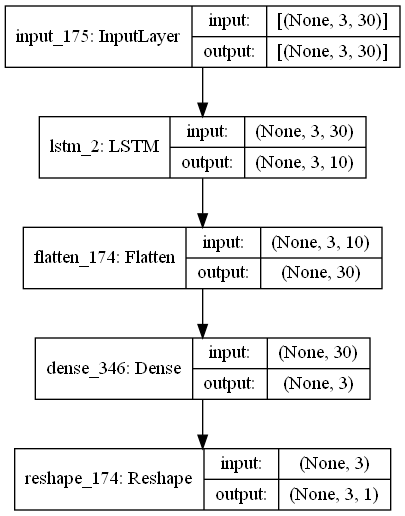 input_175: InputLayer
input:
[(None, 3, 30)]
output:
[(None, 3, 30)]
lstm_2: LSTM
input:
(None, 3, 30)
output:
(None, 3, 10)
flatten_174: Flatten
input:
(None, 3, 10)
output:
(None, 30)
dense_346: Dense
input:
(None, 30)
output:
(None, 3)
reshape_174: Reshape
input:
(None, 3)
output:
(None, 3, 1)